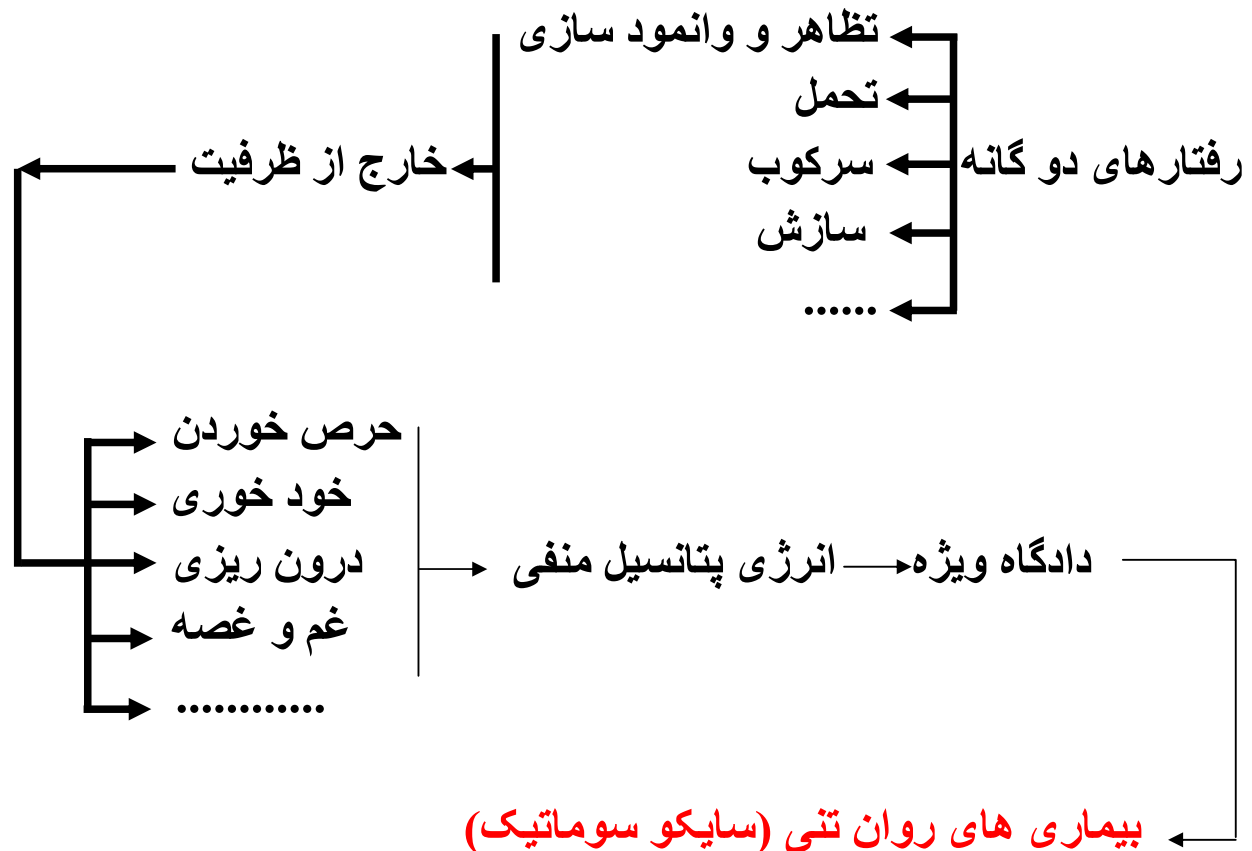 تظاهر و وانمود سازی
تحمل
رفتارهای دو گانه
سرکوب
خارج از ظرفیت
سازش
......
حرص خوردن
خود خوری
درون ریزی
انرژی پتانسیل منفی
دادگاه ویژه
غم و غصه
............
بیماری های روان تنی (سایکو سوماتیک)